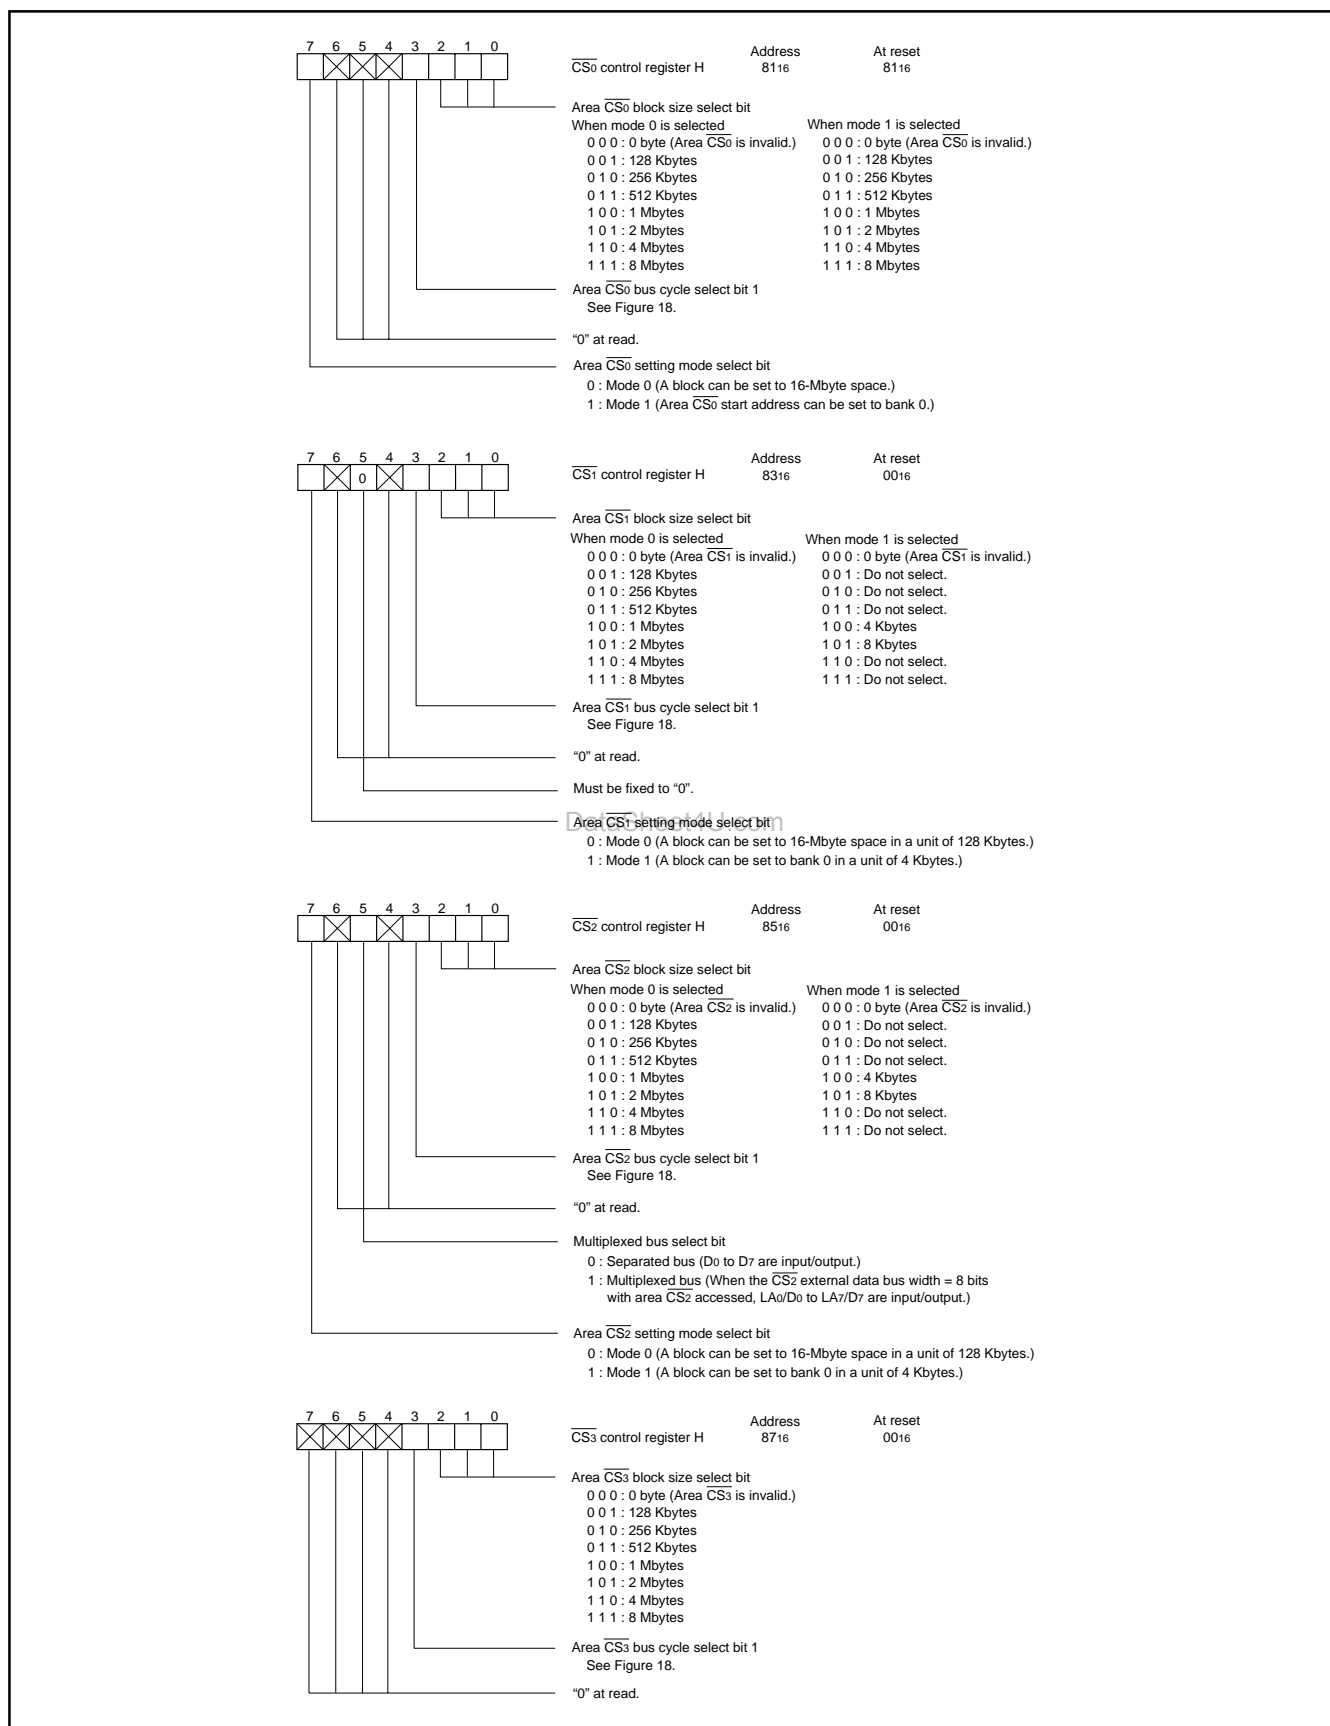 7 6 5 4 3 2 1 0
Address At reset
CS0 control register H 8116 8116
Area CS0 block size select bit
When mode 0 is selected When mode 1 is selected
0 0 0 : 0 byte (Area CS0 is invalid.) 0 0 0 : 0 byte (Area CS0 is invalid.)
0 0 1 : 128 Kbytes 0 0 1 : 128 Kbytes
0 1 0 : 256 Kbytes 0 1 0 : 256 Kbytes
0 1 1 : 512 Kbytes 0 1 1 : 512 Kbytes
1 0 0 : 1 Mbytes 1 0 0 : 1 Mbytes
1 0 1 : 2 Mbytes 1 0 1 : 2 Mbytes
1 1 0 : 4 Mbytes 1 1 0 : 4 Mbytes
1 1 1 : 8 Mbytes 1 1 1 : 8 Mbytes
Area CS0 bus cycle select bit 1
See Figure 18.
“0” at read.
Area CS0 setting mode select bit
0 : Mode 0 (A block can be set to 16-Mbyte space.)
1 : Mode 1 (Area CS0 start address can be set to bank 0.)
7 6 5 4 3 2 1 0
Address At reset
0
CS1 control register H 8316 0016
Area CS1 block size select bit
When mode 0 is selected When mode 1 is selected
0 0 0 : 0 byte (Area CS1 is invalid.) 0 0 0 : 0 byte (Area CS1 is invalid.)
0 0 1 : 128 Kbytes 0 0 1 : Do not select.
0 1 0 : 256 Kbytes 0 1 0 : Do not select.
0 1 1 : 512 Kbytes 0 1 1 : Do not select.
1 0 0 : 1 Mbytes 1 0 0 : 4 Kbytes
1 0 1 : 2 Mbytes 1 0 1 : 8 Kbytes
1 1 0 : 4 Mbytes 1 1 0 : Do not select.
1 1 1 : 8 Mbytes 1 1 1 : Do not select.
Area CS1 bus cycle select bit 1
See Figure 18.
“0” at read.
Must be fixed to “0”.
DataSheet4U.com
Area CS1 setting mode select bit
0 : Mode 0 (A block can be set to 16-Mbyte space in a unit of 128 Kbytes.)
1 : Mode 1 (A block can be set to bank 0 in a unit of 4 Kbytes.)
7 6 5 4 3 2 1 0
Address At reset
CS2 control register H 8516 0016
Area CS2 block size select bit
When mode 0 is selected When mode 1 is selected
0 0 0 : 0 byte (Area CS2 is invalid.) 0 0 0 : 0 byte (Area CS2 is invalid.)
0 0 1 : 128 Kbytes 0 0 1 : Do not select.
0 1 0 : 256 Kbytes 0 1 0 : Do not select.
0 1 1 : 512 Kbytes 0 1 1 : Do not select.
1 0 0 : 1 Mbytes 1 0 0 : 4 Kbytes
1 0 1 : 2 Mbytes 1 0 1 : 8 Kbytes
1 1 0 : 4 Mbytes 1 1 0 : Do not select.
1 1 1 : 8 Mbytes 1 1 1 : Do not select.
Area CS2 bus cycle select bit 1
See Figure 18.
“0” at read.
Multiplexed bus select bit
0 : Separated bus (D0 to D7 are input/output.)
1 : Multiplexed bus (When the CS2 external data bus width = 8 bits
with area CS2 accessed, LA0/D0 to LA7/D7 are input/output.)
Area CS2 setting mode select bit
0 : Mode 0 (A block can be set to 16-Mbyte space in a unit of 128 Kbytes.)
1 : Mode 1 (A block can be set to bank 0 in a unit of 4 Kbytes.)
7 6 5 4 3 2 1 0
Address At reset
CS3 control register H 8716 0016
Area CS3 block size select bit
0 0 0 : 0 byte (Area CS3 is invalid.)
0 0 1 : 128 Kbytes
0 1 0 : 256 Kbytes
0 1 1 : 512 Kbytes
1 0 0 : 1 Mbytes
1 0 1 : 2 Mbytes
1 1 0 : 4 Mbytes
1 1 1 : 8 Mbytes
Area CS3 bus cycle select bit 1
See Figure 18.
“0” at read.